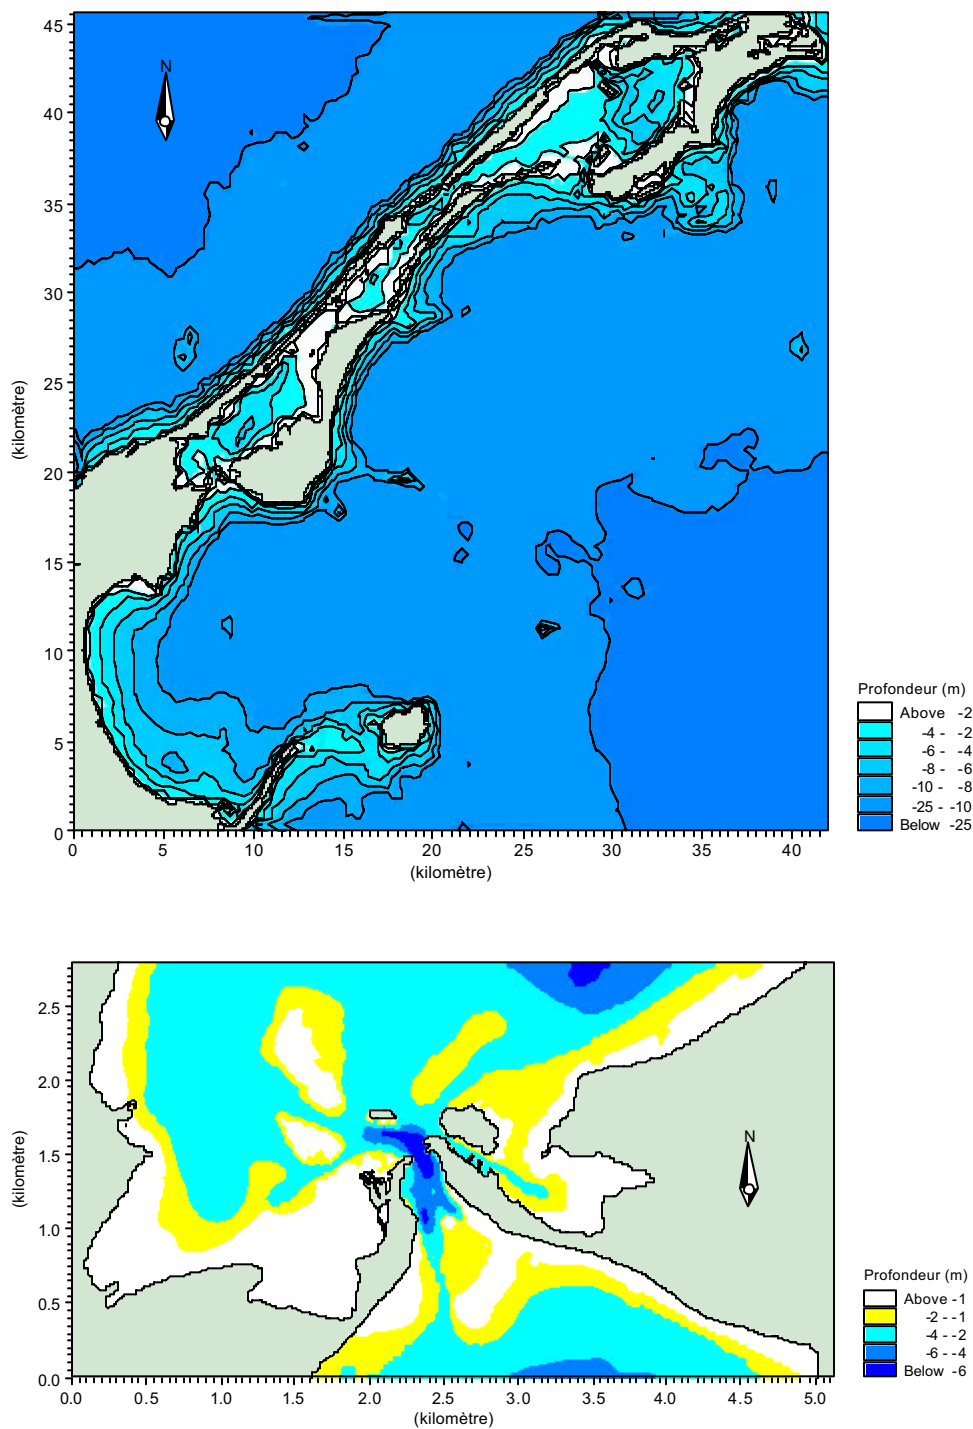 45
N
40
35
30
25
(kilomètre)
20
15
10
5
0
0 5 10 15 20 25 30 35 40
(kilomètre)
Profondeur (m)
Above -2
-4 - -2
-6 - -4
-8 - -6
-10 - -8
-25 - -10
Below -25
2.5
2.0
N
1.5
(kilomètre)
1.0
0.5
0.0
0.0 0.5 1.0 1.5 2.0 2.5 3.0 3.5 4.0 4.5 5.0
(kilomètre)
Profondeur (m)
Above -1
-2 - -1
-4 - -2
-6 - -4
Below -6